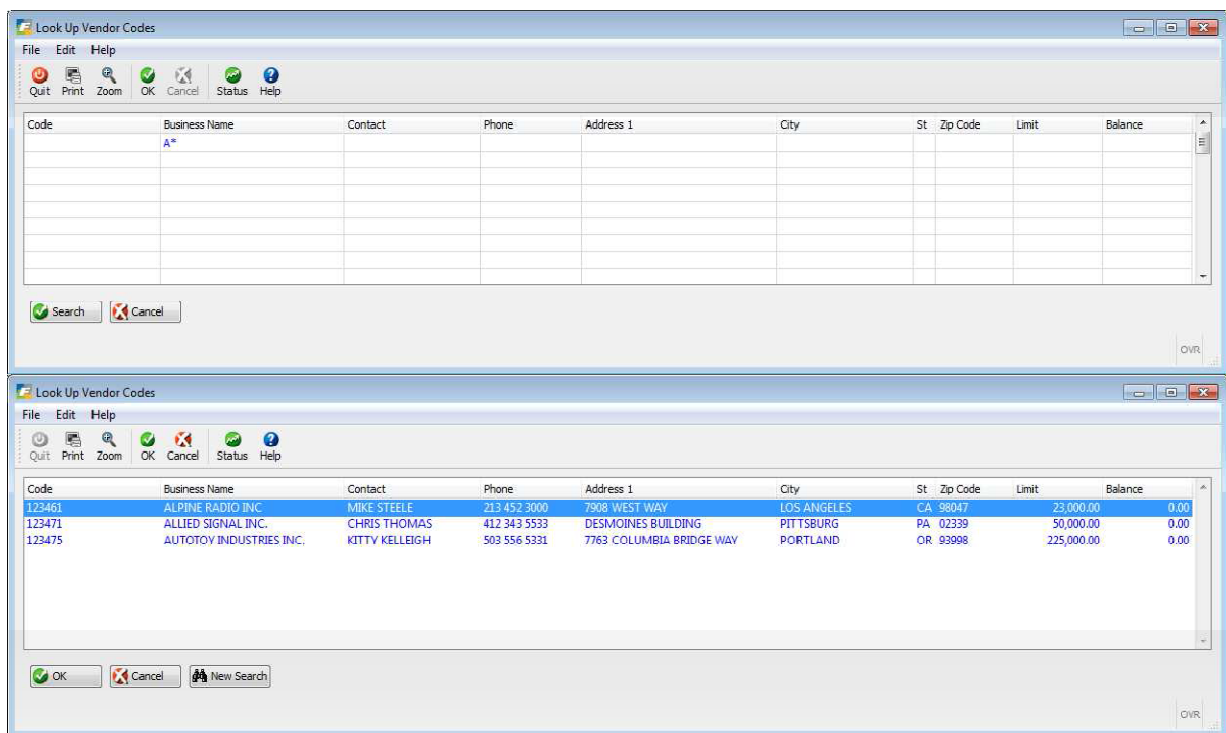 Look Up Vendor Codes
File Edit Help
Quit Print Zoom OK Cancel Status Help
Code Business Name Contact Phone Address 1 City St Zip Code Limit Balance
A*
Search Cancel
OVR
Look Up Vendor Codes
File Edit Help
Quit Print Zoom OK Cancel Status Help
Code Business Name Contact Phone Address 1 City St Zip Code Limit Balance
123461 ALPINE RADIO INC MIKE STEELE 213 452 3000 7908 WEST WAY LOS ANGELES CA 98047 23,000.00 0.00
123471 ALLIED SIGNAL INC. CHRIS THOMAS 412 343 5533 DESMOINES BUILDING PITTSBURG PA 02339 50,000.00 0.00
123475 AUTOTOY INDUSTRIES INC. KITTY KELLEIGH 503 556 5331 7763 COLUMBIA BRIDGE WAY PORTLAND OR 93998 225,000.00 0.00
OK Cancel New Search
OVR